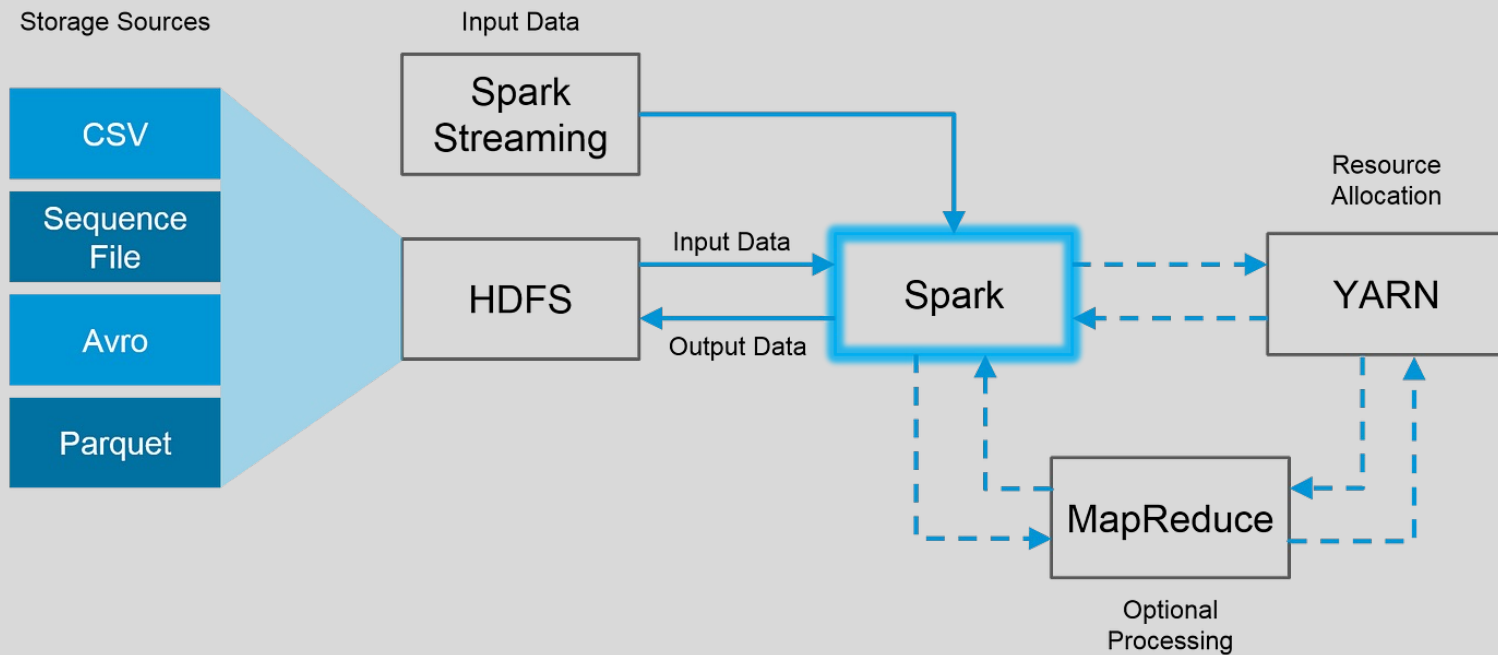 Storage Sources
CSV
Sequence
File
Avro
Parquet
Input Data
Spark
Streaming
HDFS
Input Data
Output Data
Spark
Resource
Allocation
YARN
MapReduce
Optional
Processing